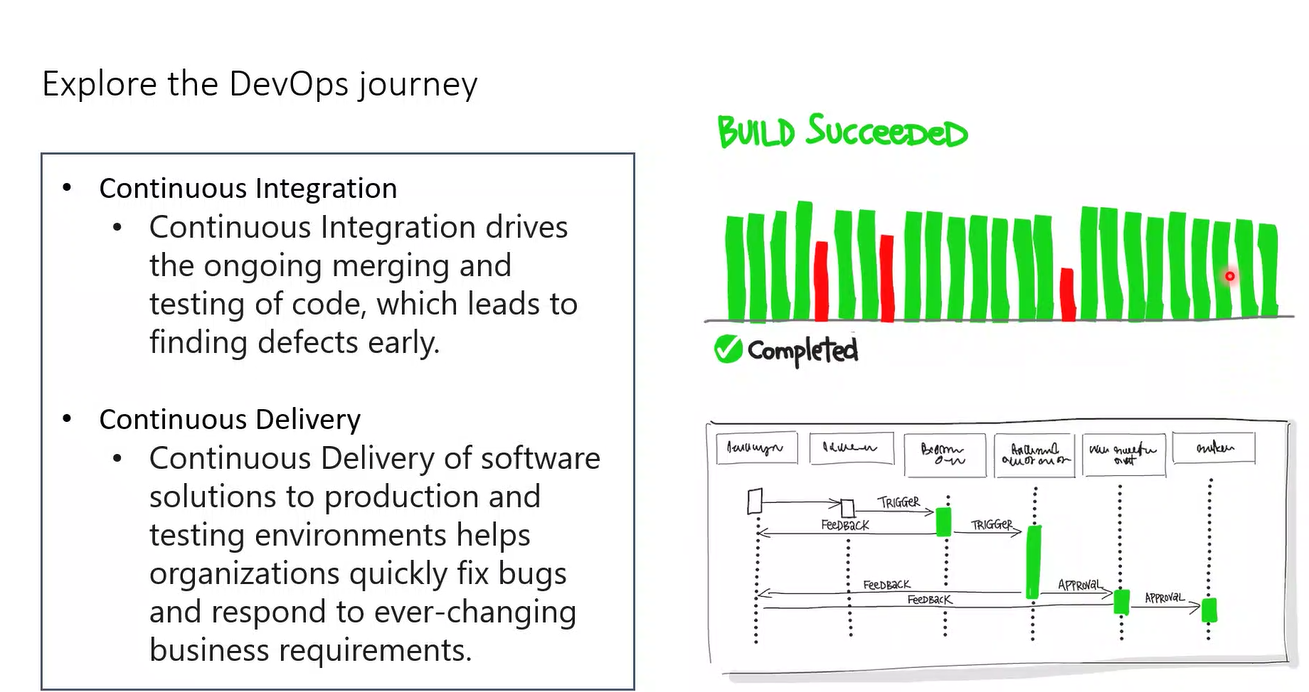 Explore the DevOps journey
• Continuous Integration
• Continuous Integration drives
the ongoing merging and
testing of code, which leads to
finding defects early.
• Continuous Delivery
• Continuous Delivery of software
solutions to production and
testing environments helps
organizations quickly fix bugs
and respond to ever-changing
business requirements.
BUILD SucceeDeD
Completed
TRIGGeR
FeeDBACK
TRIGGeR
FeeDBACK
APPROVaL
FeeDBACK
APPROVaL